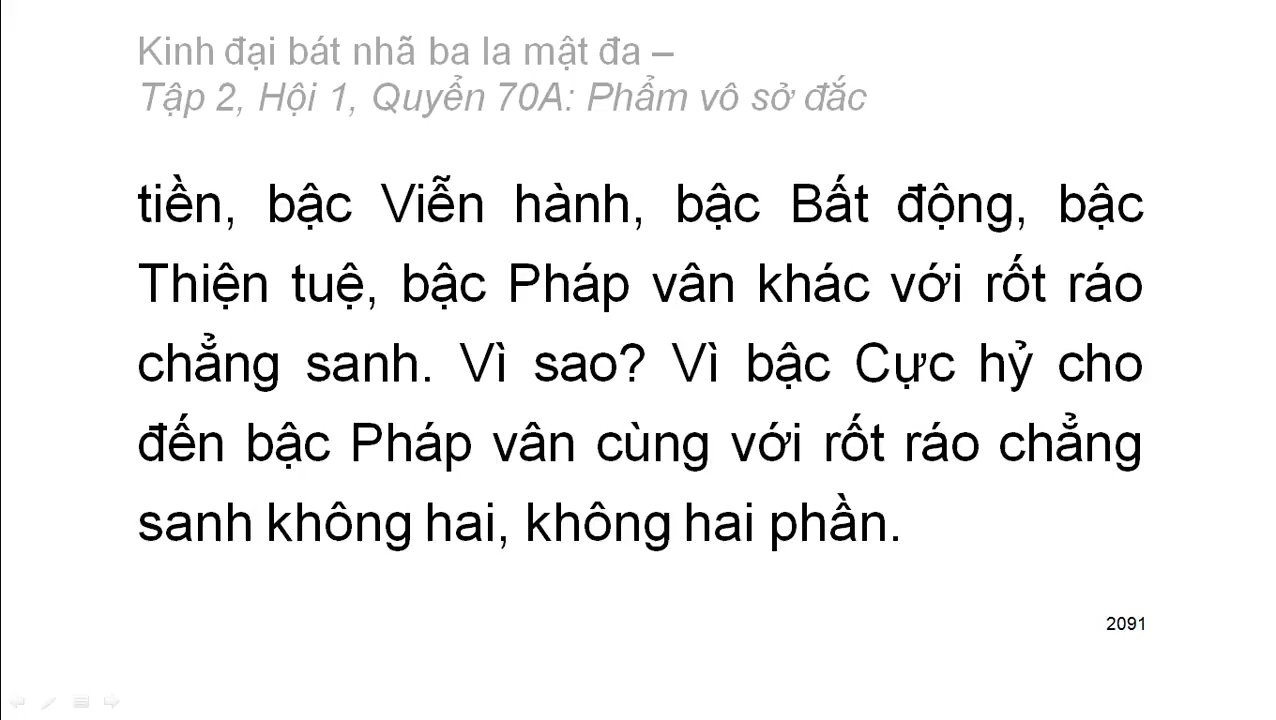 Kinh đại bát nhã ba la mật đa –
Tập 2, Hội 1, Quyển 70A: Phẩm vô sở đắc
tiền, bậc Viễn hành, bậc Bất động, bậc
Thiện tuệ, bậc Pháp vân khác với rốt ráo
chẳng sanh. Vì sao? Vì bậc Cực hỷ cho
đến bậc Pháp vân cùng với rốt ráo chẳng
sanh không hai, không hai phần.
2091